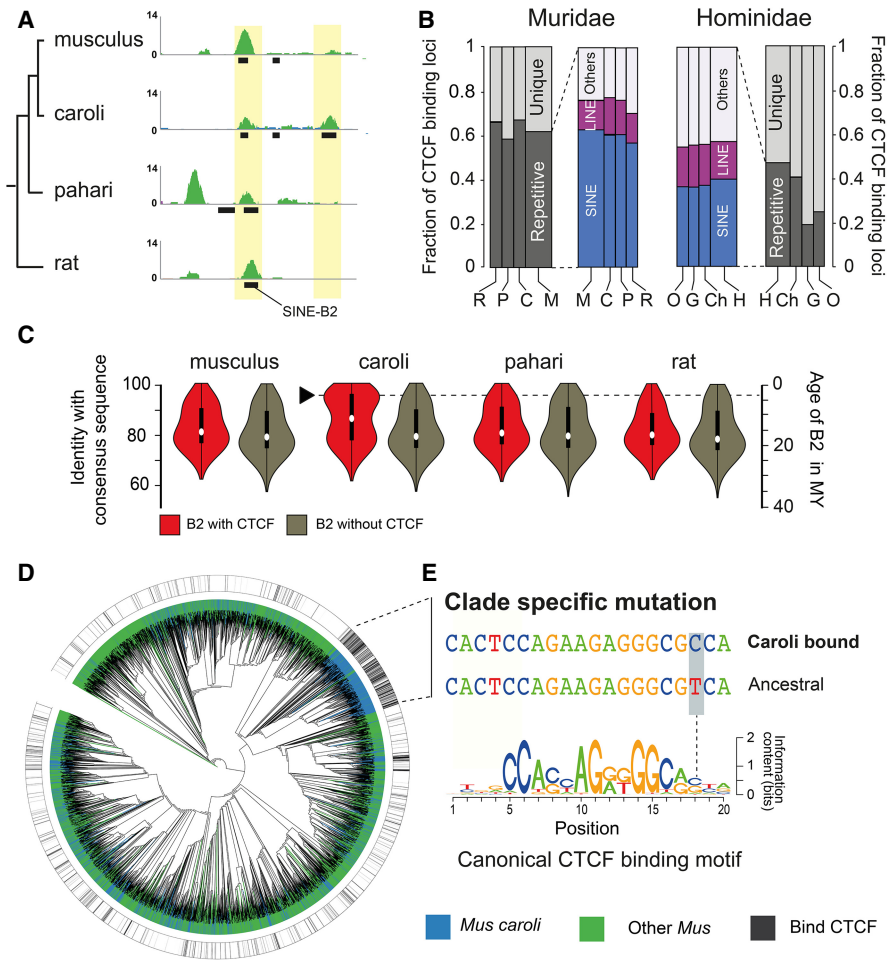 A
musculus
14
0
caroli
14
0
pahari
14
0
rat
14
0
SINE-B2
B
Muridae
Hominidae
Fraction of CTCF binding loci
1
0.8
0.6
0.4
0.2
0
Unique
Repetitive
Others
LINE
SINE
Others
LINE
SINE
Unique
Repetitive
1
0.8
0.6
0.4
0.2
0
Fraction of CTCF binding loci
R P C M
M C P R
O G Ch H
H Ch G O
C
musculus caroli pahari rat
Identity with
consensus sequence
100
80
60
0
20
40
Age of B2 in MY
B2 with CTCF
B2 without CTCF
D
E
Clade specific mutation
CACTCCAGAAGAGGGCGCCA Caroli bound
CACTCCAGAAGAGGGCGTCA Ancestral
2
1
0
Information
content (bits)
1 5 10 15 20
Position
Canonical CTCF binding motif
Mus caroli
Other Mus
Bind CTCF